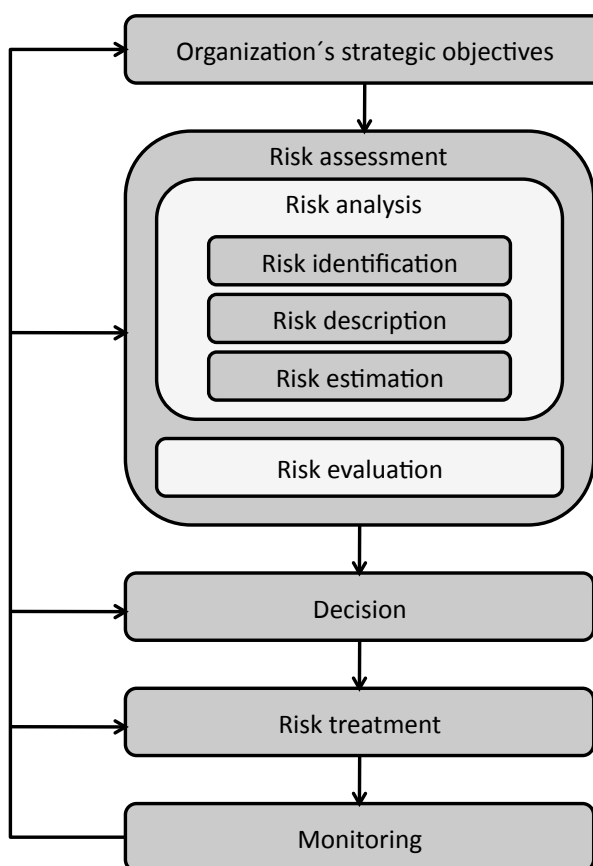 Organization´s strategic objectives
Risk assessment
Risk analysis
Risk identification
Risk description
Risk estimation
Risk evaluation
Decision
Risk treatment
Monitoring